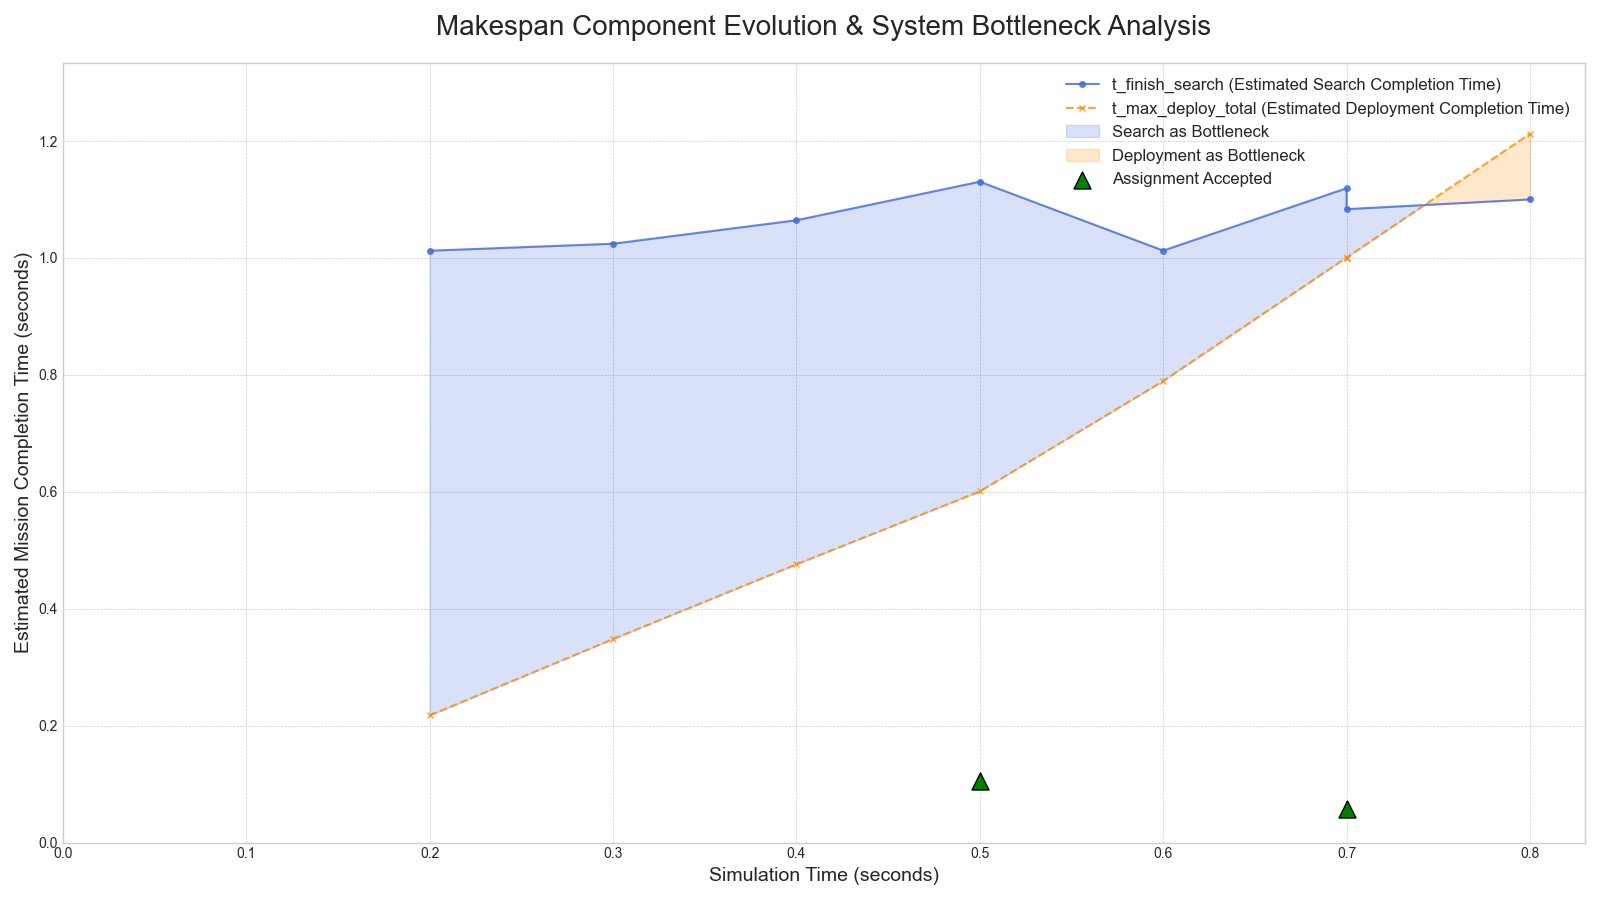 Makespan Component Evolution & System Bottleneck Analysis
t_finish_search (Estimated Search Completion Time)
t_max_deploy_total (Estimated Deployment Completion Time)
Search as Bottleneck
Deployment as Bottleneck
Assignment Accepted
Estimated Mission Completion Time (seconds)
1.2
1.0
0.8
0.6
0.4
0.2
0.0
0.0 0.1 0.2 0.3 0.4 0.5 0.6 0.7 0.8
Simulation Time (seconds)